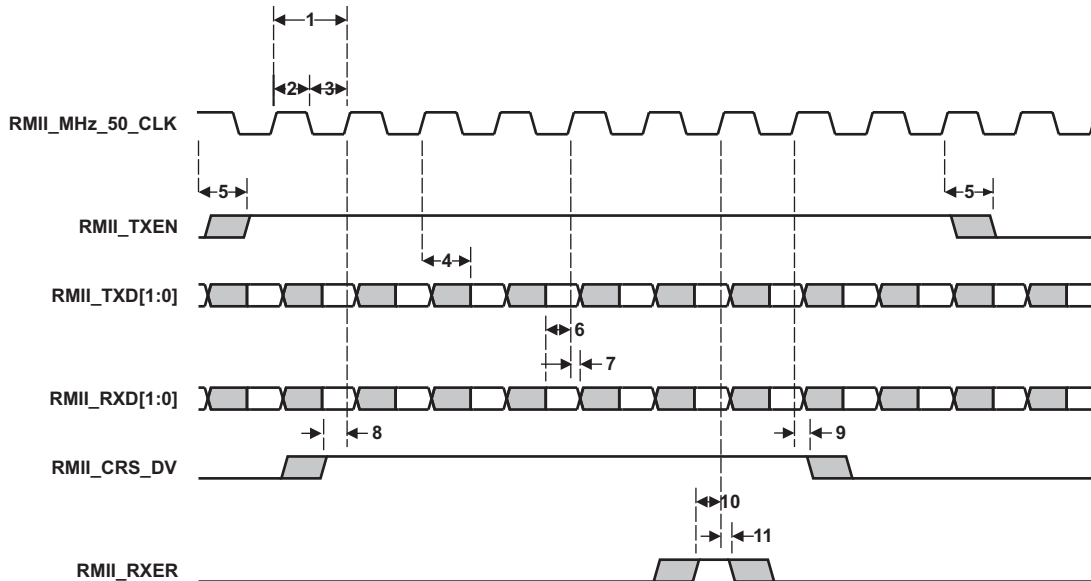 1
2 3
RMII_MHz_50_CLK
5 5
RMII_TXEN
4
RMII_TXD[1:0]
6
7
RMII_RXD[1:0]
8 9
RMII_CRS_DV
10
11
RMII_RXER